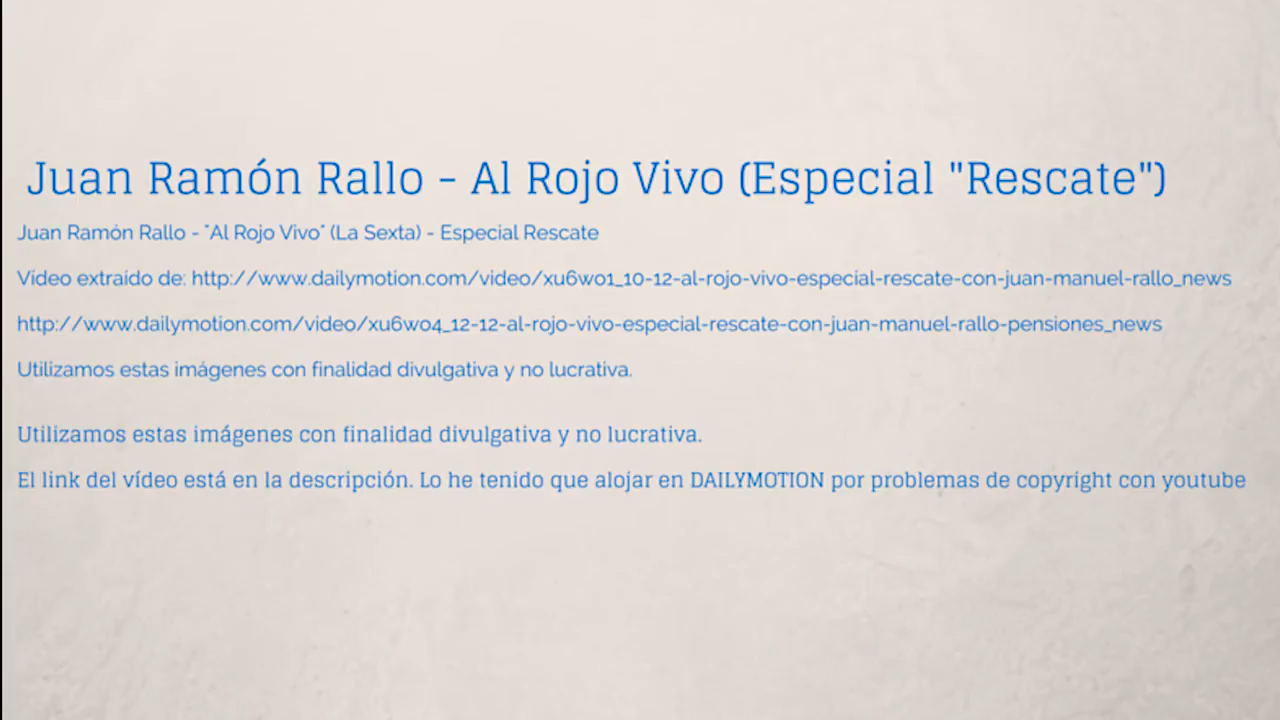 Juan Ramón Rallo - Al Rojo Vivo (Especial "Rescate")
Juan Ramón Rallo - "Al Rojo Vivo" (La Sexta) - Especial Rescate
Vídeo extraído de: http://www.dailymotion.com/video/xu6wo1_10-12-al-rojo-vivo-especial-rescate-con-juan-manuel-rallo_news
http://www.dailymotion.com/video/xu6wo4_12-12-al-rojo-vivo-especial-rescate-con-juan-manuel-rallo-pensiones_news
Utilizamos estas imágenes con finalidad divulgativa y no lucrativa.
Utilizamos estas imágenes con finalidad divulgativa y no lucrativa.
El link del vídeo está en la descripción. Lo he tenido que alojar en DAILYMOTION por problemas de copyright con youtube